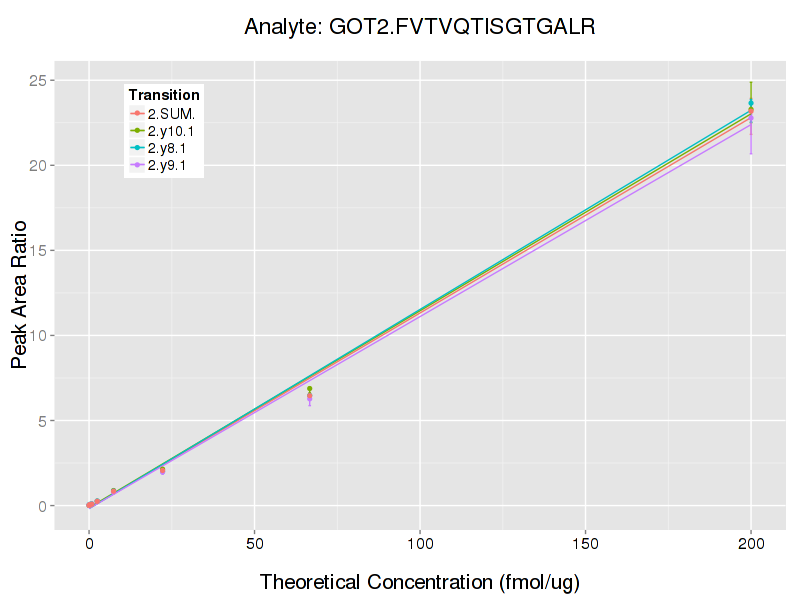 Analyte: GOT2.FVTVQTISGTGALR
25
20
15
10
5
0
Peak Area Ratio
Transition
2.SUM.
2.y10.1
2.y8.1
2.y9.1
0 50 100 150 200
Theoretical Concentration (fmol/ug)